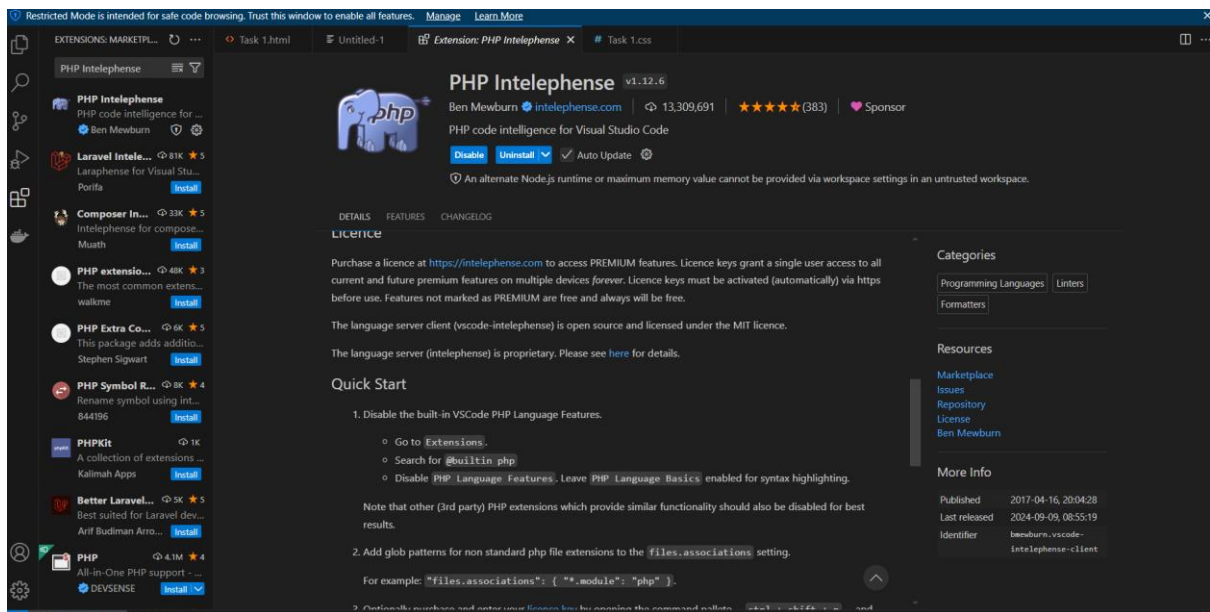 Restricted Mode is intended for safe code browsing. Trust this window to enable all features. Manage Learn More
EXTENSIONS: MARKETPL...
Task 1.html
Untitled-1
Extension: PHP Intelephense
Task 1.css
PHP Intelephense
PHP Intelephense
PHP code intelligence for ...
Ben Mewburn
Laravel Intele... 81K 5
Laraphense for Visual Stu...
Porifa Install
Composer In... 33K 5
Intelephense for compose...
Muath Install
PHP extensio... 48K 3
The most common extens...
walkme Install
PHP Extra Co... 6K 5
This package adds additio...
Stephen Sigwart Install
PHP Symbol R... 8K 4
Rename symbol using int...
844196 Install
PHPKit 1K
A collection of extensions ...
Kalimah Apps Install
Better Laravel... 5K 5
Best suited for Laravel dev...
Arif Budiman Arro... Install
PHP 4.1M 4
All-in-One PHP support - ...
DEVSENSE Install
php
PHP Intelephense v1.12.6
Ben Mewburn intelephense.com 13,309,691 (383) Sponsor
PHP code intelligence for Visual Studio Code
Disable Uninstall Auto Update
An alternate Node.js runtime or maximum memory value cannot be provided via workspace settings in an untrusted workspace.
DETAILS FEATURES CHANGELOG
Licence
Purchase a licence at https://intelephense.com to access PREMIUM features. Licence keys grant a single user access to all
current and future premium features on multiple devices forever. Licence keys must be activated (automatically) via https
before use. Features not marked as PREMIUM are free and always will be free.
The language server client (vscode-intelephense) is open source and licensed under the MIT licence.
The language server (intelephense) is proprietary. Please see here for details.
Quick Start
1. Disable the built-in VSCode PHP Language Features.
Go to Extensions.
Search for @builtin php
Disable PHP Language Features. Leave PHP Language Basics enabled for syntax highlighting.
Note that other (3rd party) PHP extensions which provide similar functionality should also be disabled for best
results.
2. Add glob patterns for non standard php file extensions to the files.associations setting.
For example: "files.associations": { "*.module": "php" }.
3. Optionally purchase and enter your licence key by opening the command pallete - ctrl + shift + p - and
Categories
Programming Languages Linters
Formatters
Resources
Marketplace
Issues
Repository
License
Ben Mewburn
More Info
Published 2017-04-16, 20:04:28
Last released 2024-09-09, 08:55:19
Identifier bmewburn.vscode-
intelephense-client